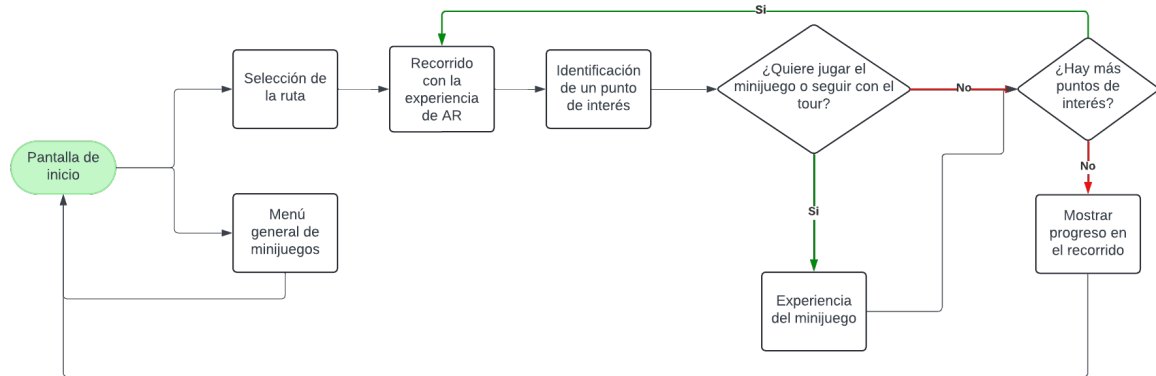 Si
Selección de
la ruta
Recorrido
con la
experiencia
de AR
Identificación
de un punto
de interés
¿Quiere jugar el
minijuego o seguir con el
tour?
No
¿Hay más
puntos de
interés?
Pantalla de
inicio
Menú
general de
minijuegos
Si
No
Mostrar
progreso en
el recorrido
Experiencia
del minijuego